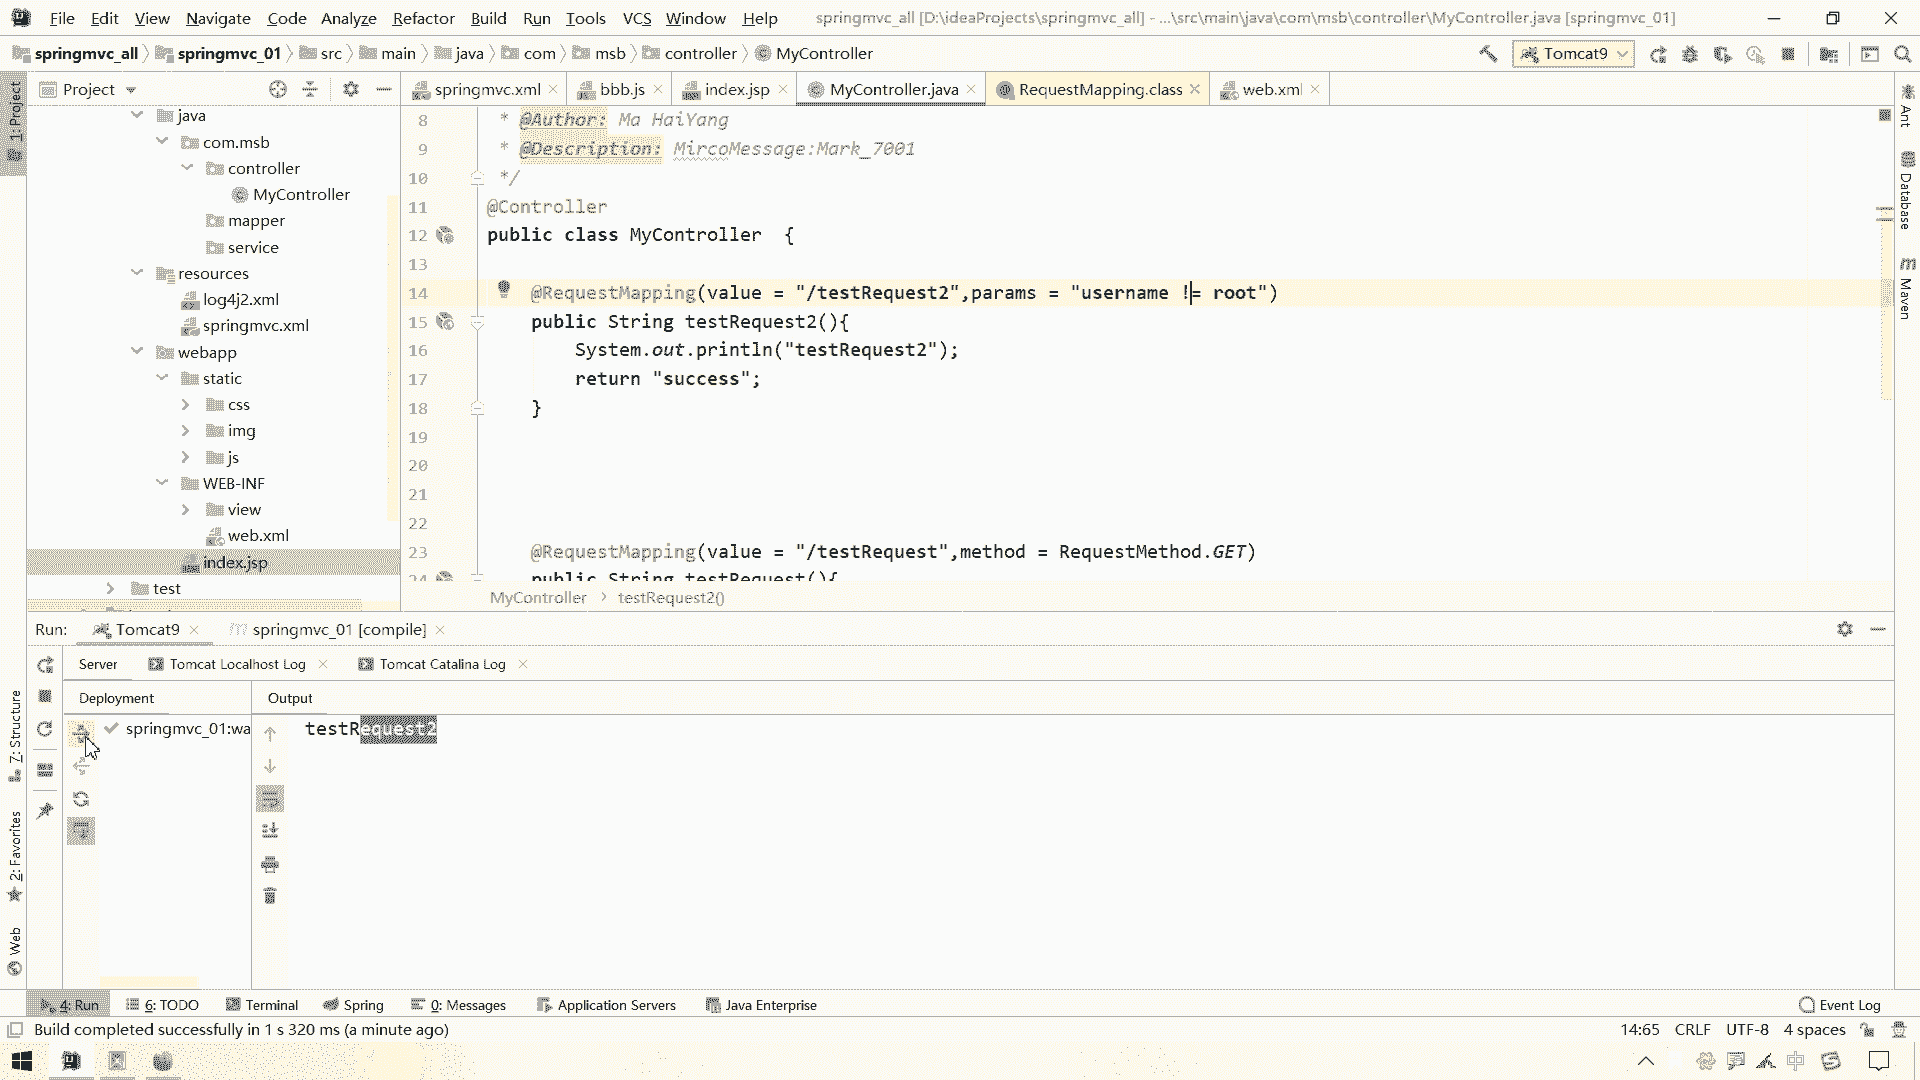 File Edit View Navigate Code Analyze Refactor Build Run Tools VCS Window Help springmvc_all [D:\ideaProjects\springmvc_all] - ...\src\main\java\com\msb\controller\MyController.java [springmvc_01]
springmvc_all springmvc_01 src main java com msb controller MyController Tomcat9
Project springmvc.xml bbb.js index.jsp MyController.java RequestMapping.class web.xml
java
com.msb
controller
MyController
mapper
service
resources
log4j2.xml
springmvc.xml
webapp
static
css
img
js
WEB-INF
view
web.xml
index.jsp
test
8 * @Author: Ma HaiYang
9 * @Description: MircoMessage:Mark_7001
10 */
11 @Controller
12 public class MyController {
13
14 @RequestMapping(value = "/testRequest2",params = "username != root")
15 public String testRequest2(){
16 System.out.println("testRequest2");
17 return "success";
18 }
19
20
21
22
23 @RequestMapping(value = "/testRequest",method = RequestMethod.GET)
24 public String testRequest(){
MyController > testRequest2()
1: Project
7: Structure
2: Favorites
Web
Ant
Database
Maven
Run: Tomcat9 springmvc_01 [compile]
Server Tomcat Localhost Log Tomcat Catalina Log
Deployment Output
springmvc_01:wa testRequest2
4: Run 6: TODO Terminal Spring 0: Messages Application Servers Java Enterprise Event Log
Build completed successfully in 1 s 320 ms (a minute ago) 14:65 CRLF UTF-8 4 spaces
中